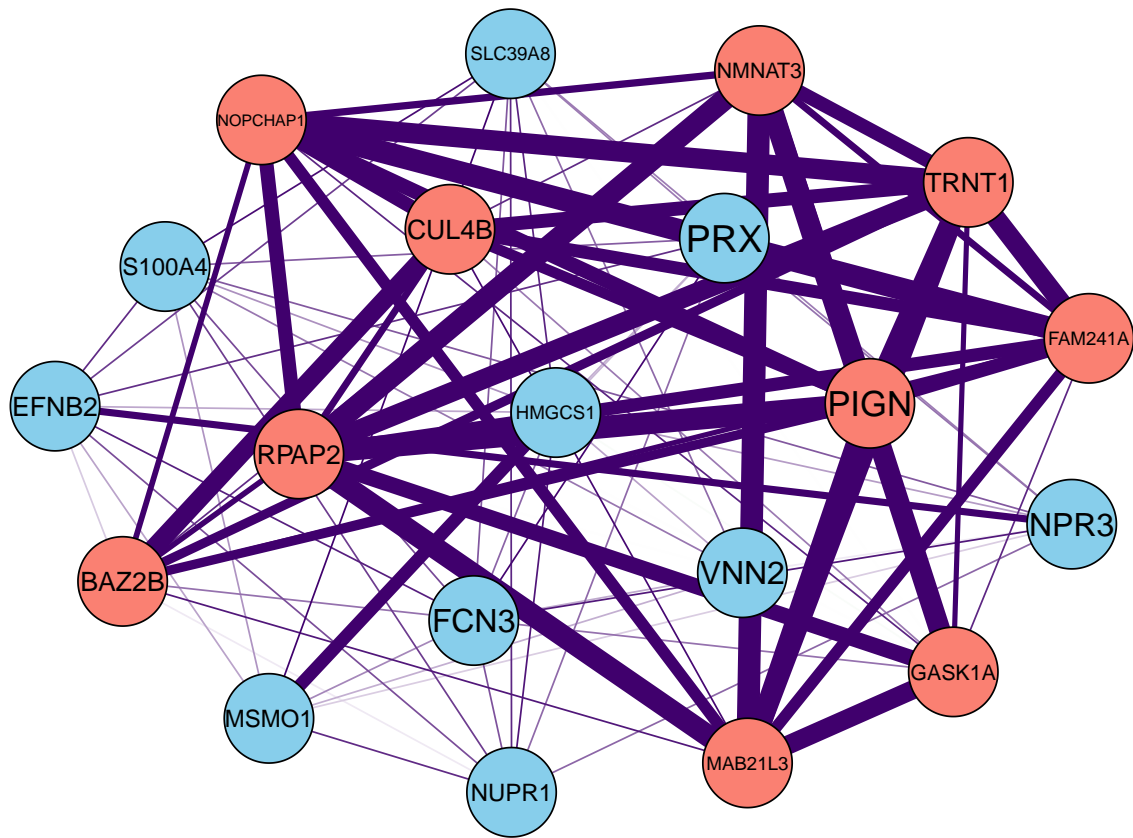 SLC39A8
NMNAT3
NOPCHAP1
TRNT1
CUL4B
PRX
S100A4
FAM241A
EFNB2
HMGCS1
PIGN
RPAP2
NPR3
VNN2
BAZ2B
FCN3
GASK1A
MSMO1
MAB21L3
NUPR1